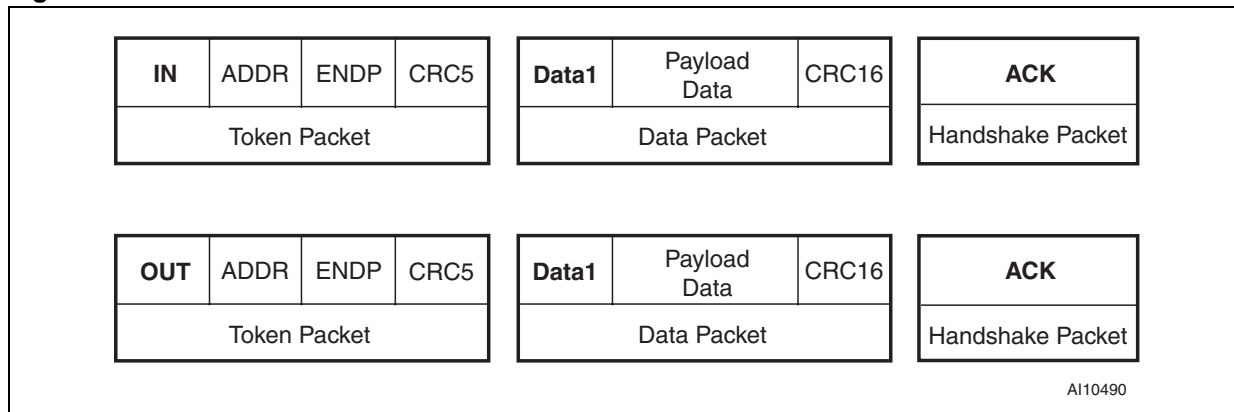 IN ADDR ENDP CRC5 Data1 Payload Data CRC16 ACK
Token Packet Data Packet Handshake Packet
OUT ADDR ENDP CRC5 Data1 Payload Data CRC16 ACK
Token Packet Data Packet Handshake Packet
AI10490